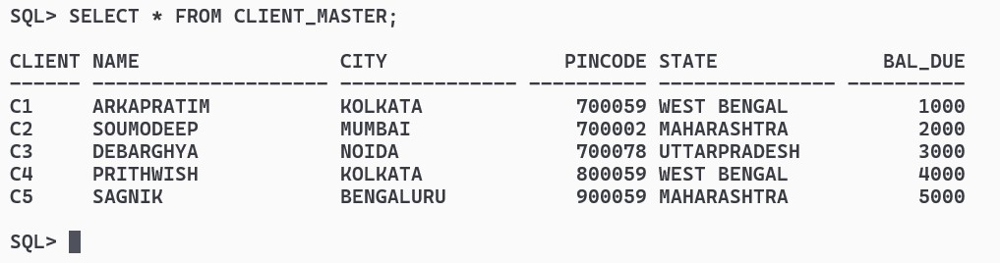 SQL> SELECT * FROM CLIENT_MASTER;
CLIENT NAME                 CITY               PINCODE STATE              BAL_DUE
------ -------------------- --------------- ---------- --------------- ----------
C1     ARKAPRATIM           KOLKATA             700059 WEST BENGAL           1000
C2     SOUMODEEP            MUMBAI              700002 MAHARASHTRA           2000
C3     DEBARGHYA            NOIDA               700078 UTTARPRADESH          3000
C4     PRITHWISH            KOLKATA             800059 WEST BENGAL           4000
C5     SAGNIK               BENGALURU           900059 MAHARASHTRA           5000
SQL>